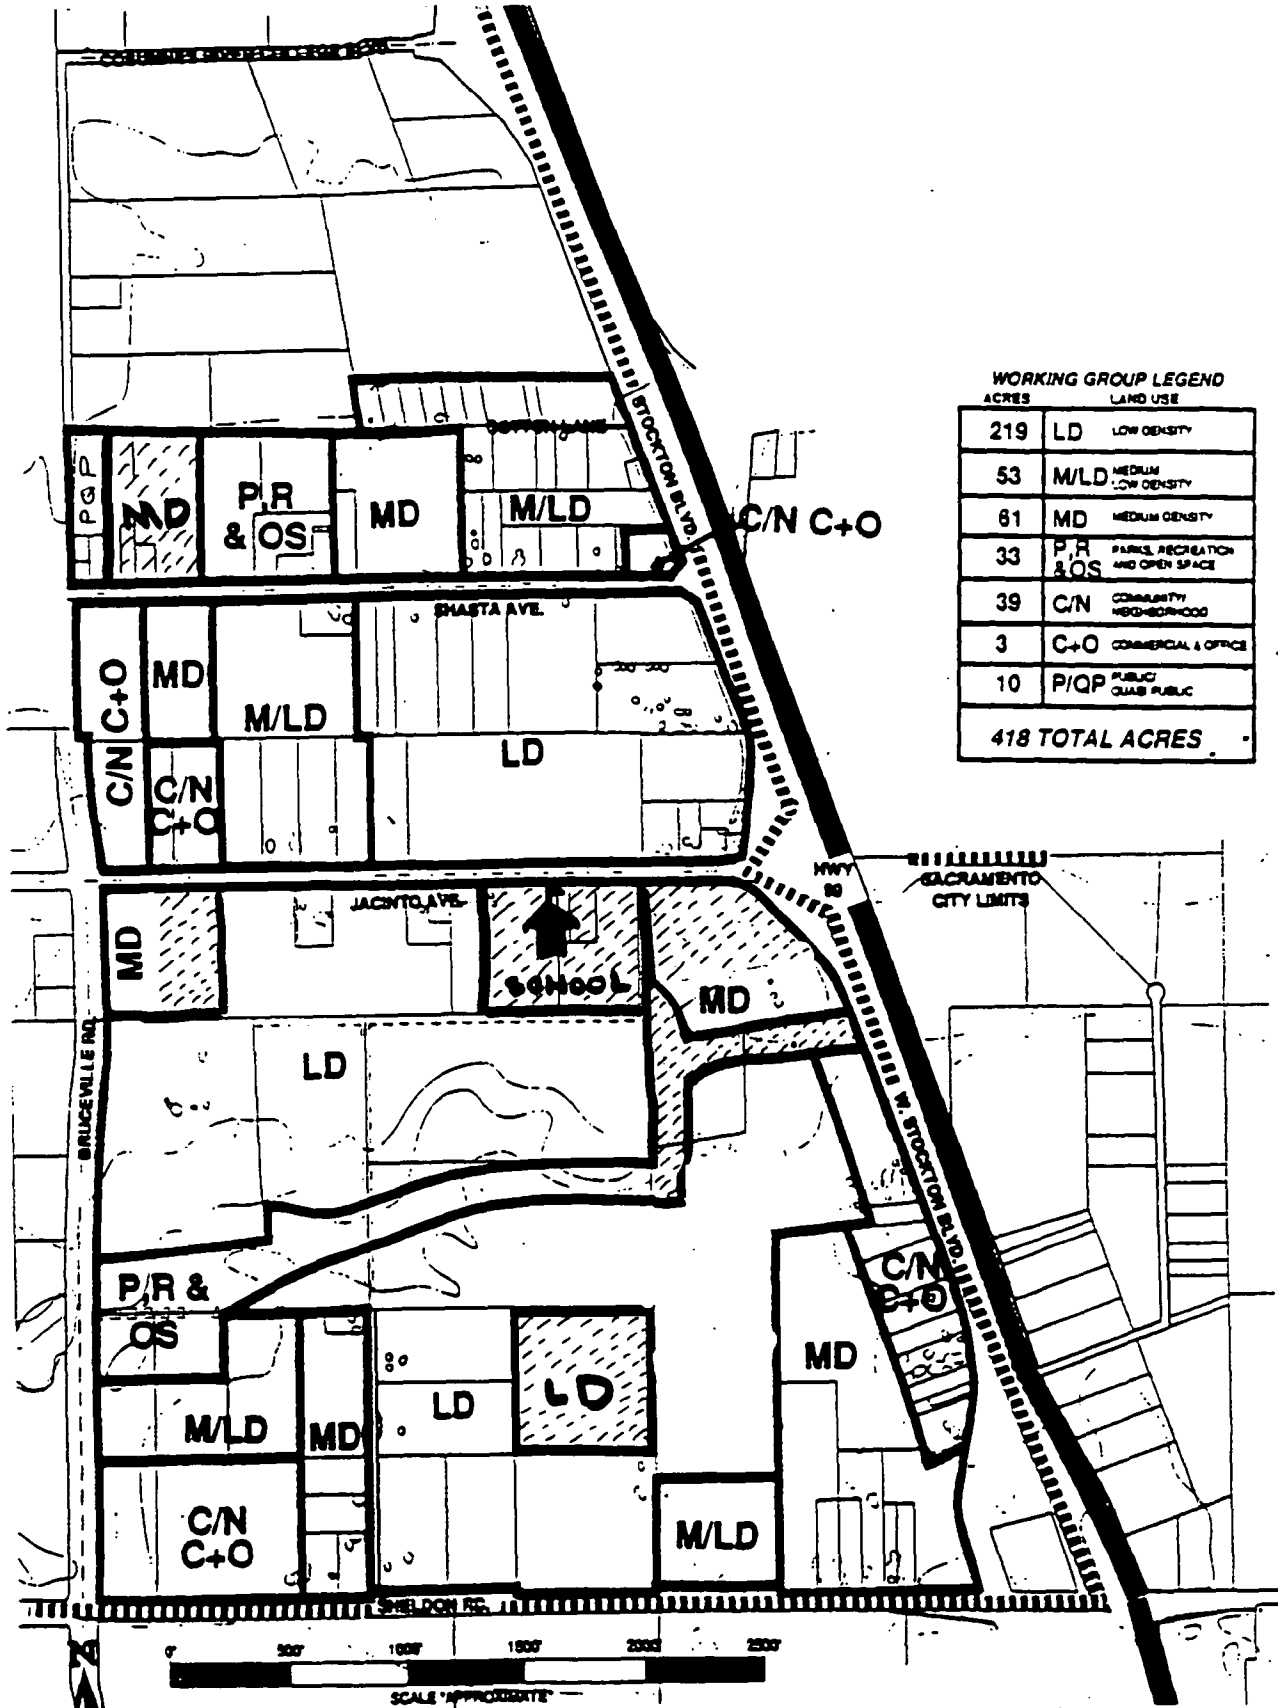 WORKING GROUP LEGEND
ACRES LAND USE
219 LD LOW DENSITY
53 M/LD MEDIUM LOW DENSITY
61 MD MEDIUM DENSITY
33 P,R & OS PARKS, RECREATION AND OPEN SPACE
39 C/N COMMUNITY NEIGHBORHOOD
3 C+O COMMERCIAL & OFFICE
10 P/QP PUBLIC/ QUASI PUBLIC
418 TOTAL ACRES
STOCKTON BLVD.
PQP
MD
P,R
& OS
MD
M/LD
C/N C+O
SHASTA AVE.
C/N C+O
MD
M/LD
LD
C/N
C+O
HWY
99
SACRAMENTO
CITY LIMITS
JACINTO AVE.
MD
SCHOOL
MD
BRUCEVILLE RD.
LD
W. STOCKTON BLVD.
P,R &
OS
C/N
C+O
MD
M/LD
MD
LD
LD
C/N
C+O
M/LD
SHELDON RD.
N
0' 500' 1000' 1500' 2000' 2500'
SCALE "APPROXIMATE"